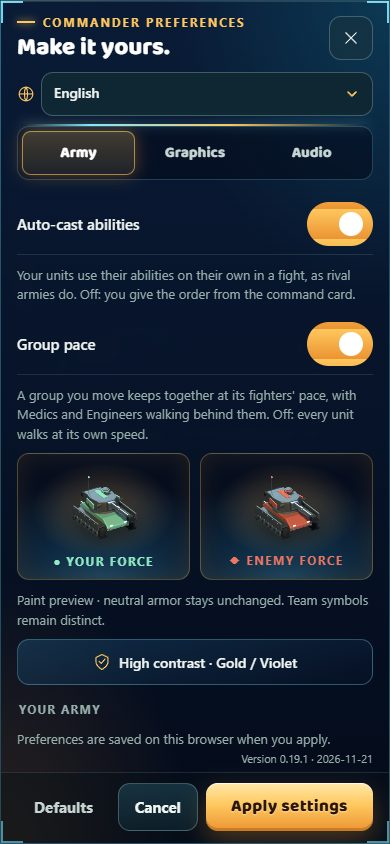 COMMANDER PREFERENCES
Make it yours.
English
Army Graphics Audio
Auto-cast abilities
Your units use their abilities on their own in a fight, as rival
armies do. Off: you give the order from the command card.
Group pace
A group you move keeps together at its fighters' pace, with
Medics and Engineers walking behind them. Off: every unit
walks at its own speed.
YOUR FORCE ENEMY FORCE
Paint preview · neutral armor stays unchanged. Team symbols
remain distinct.
High contrast · Gold / Violet
YOUR ARMY
Preferences are saved on this browser when you apply.
Version 0.19.1 · 2026-11-21
Defaults Cancel Apply settings